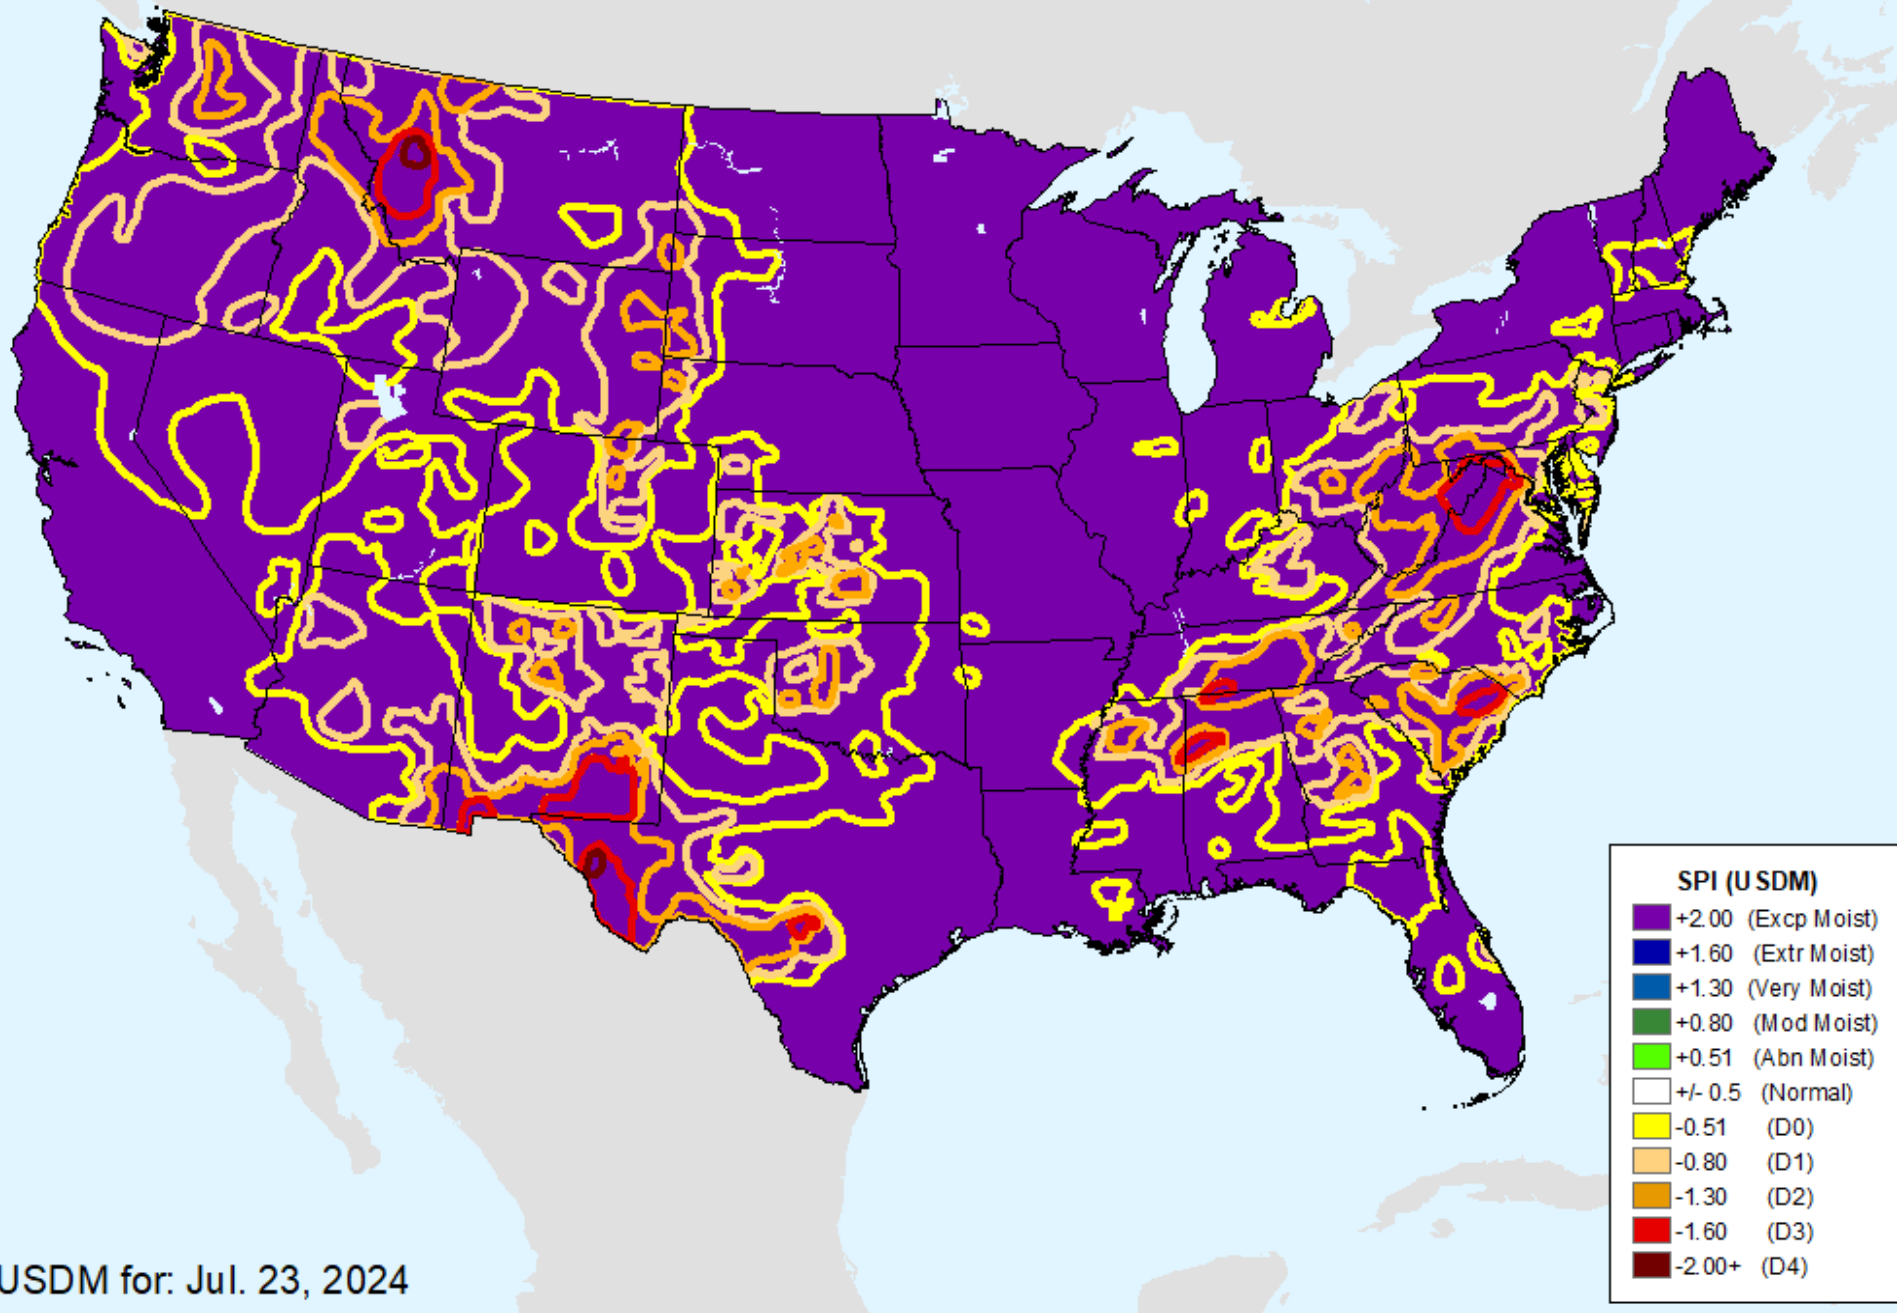 SPI (USDM)
+2.00 (Excp Moist)
+1.60 (Extr Moist)
+1.30 (Very Moist)
+0.80 (Mod Moist)
+0.51 (Abn Moist)
+/- 0.5 (Normal)
-0.51 (D0)
-0.80 (D1)
-1.30 (D2)
-1.60 (D3)
-2.00+ (D4)
USDM for: Jul. 23, 2024